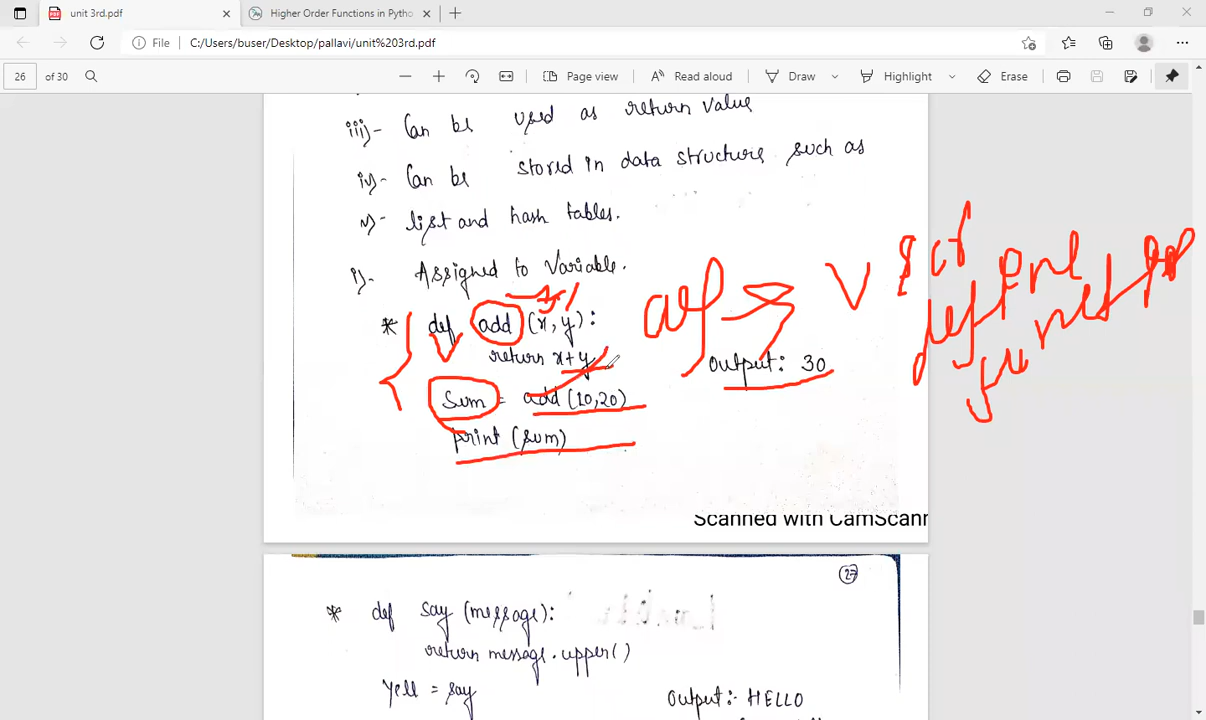 unit 3rd.pdf
Higher Order Functions in Pytho
File C:/Users/buser/Desktop/pallavi/unit%203rd.pdf
26 of 30 Page view Read aloud Draw Highlight Erase
iii)- Can be used as return value
iv)- Can be stored in data structure such as
v)- list and hash tables.
i)- Assigned to Variable.
* def add (x, y):
return x+y
Output: 30
Sum = add (10,20)
print (sum)
def
define
Scanned with CamScann
27
* def say (message):
return message.upper()
yell = say
Output:- HELLO